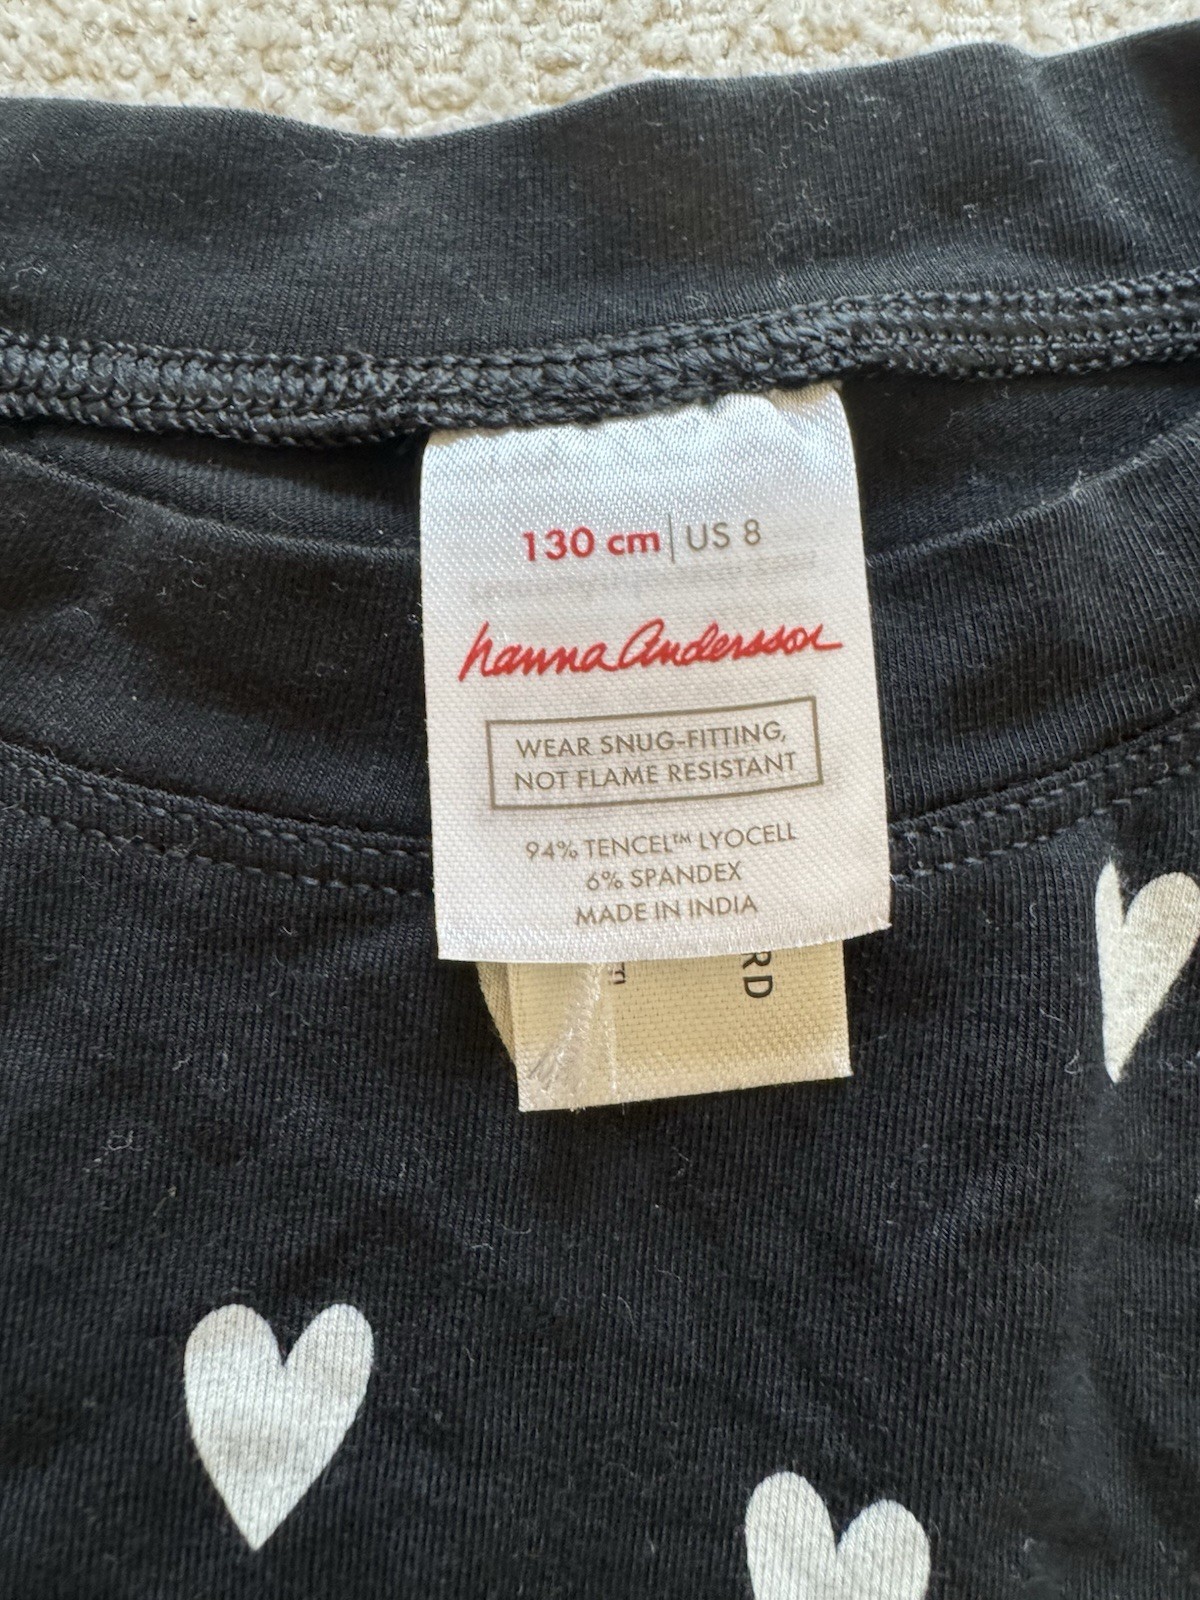 130 cm | US 8
hanna Andersson
WEAR SNUG-FITTING,
NOT FLAME RESISTANT
94% TENCEL™ LYOCELL
6% SPANDEX
MADE IN INDIA
RD